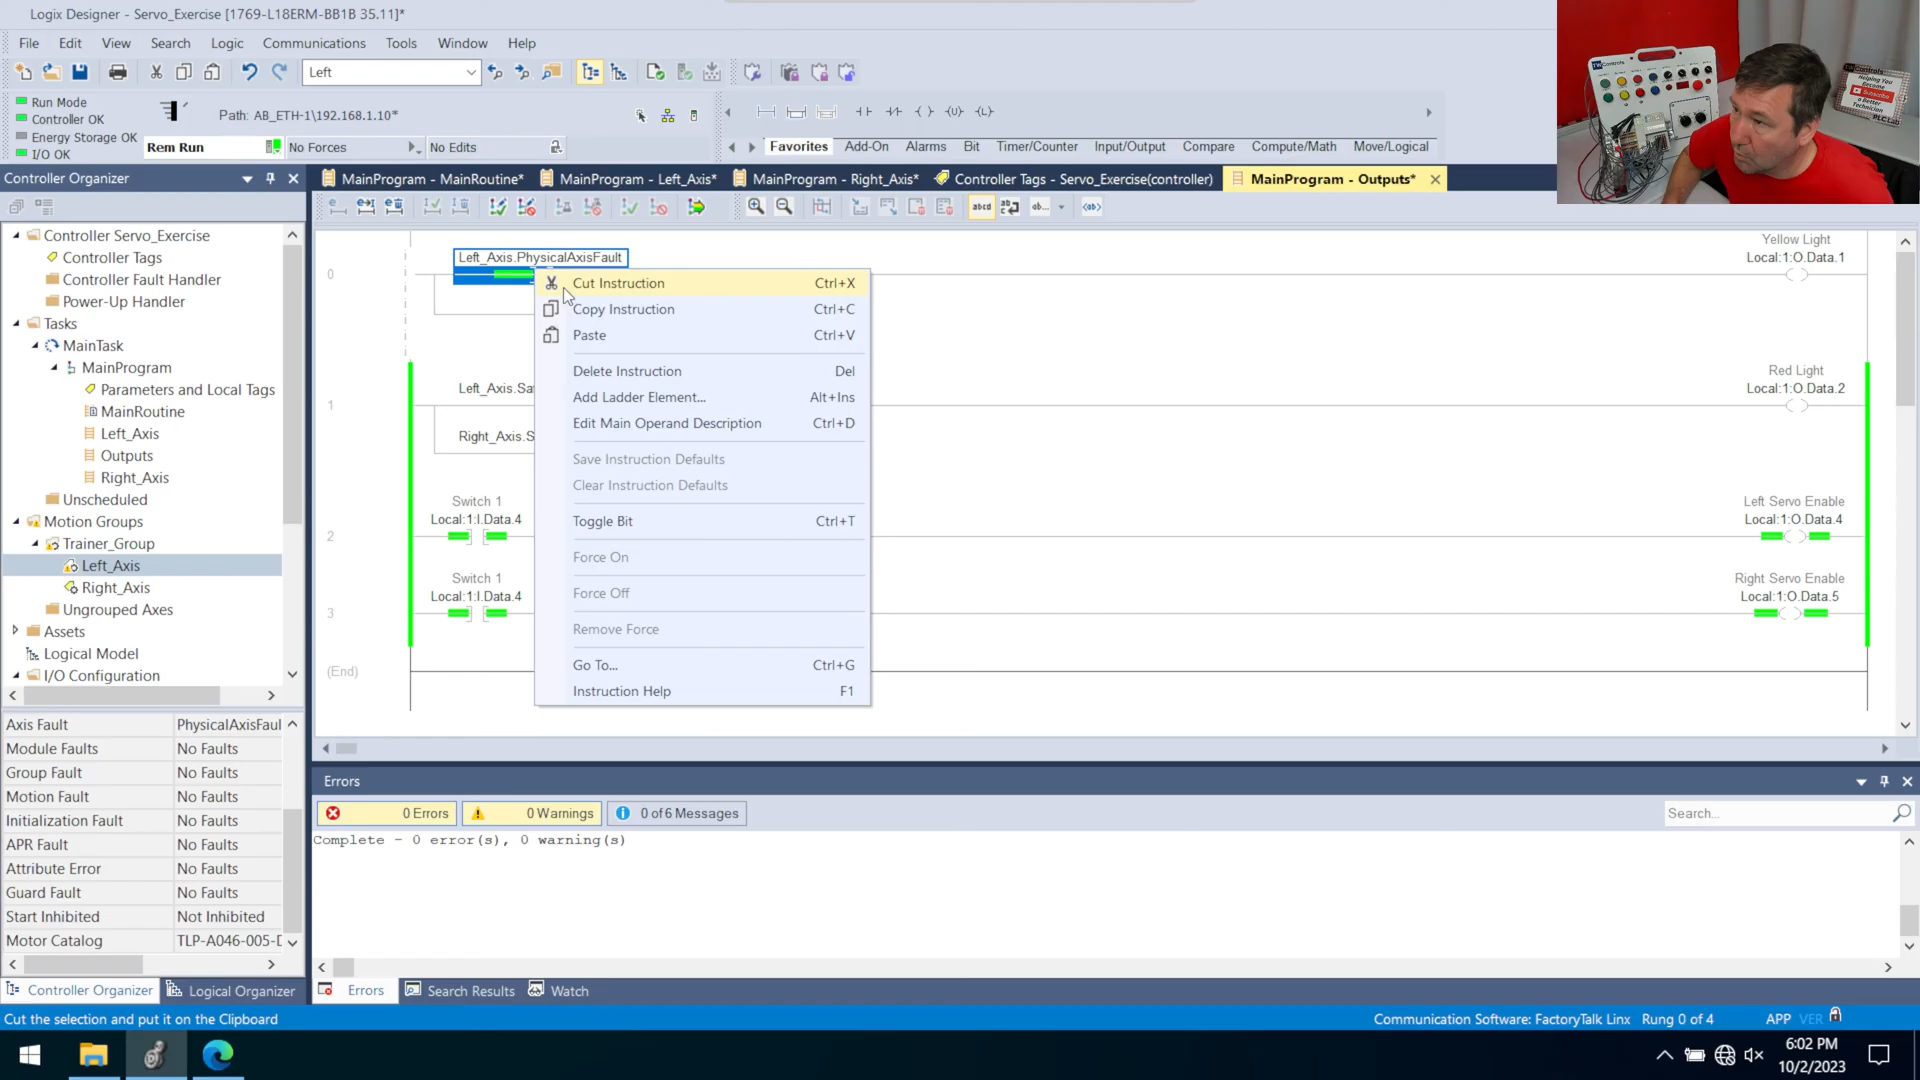 Logix Designer - Servo_Exercise [1769-L18ERM-BB1B 35.11]*
File Edit View Search Logic Communications Tools Window Help
Left
Run Mode
Controller OK
Energy Storage OK
I/O OK
Path: AB_ETH-1\192.168.1.10*
Rem Run
No Forces
No Edits
Favorites Add-On Alarms Bit Timer/Counter Input/Output Compare Compute/Math Move/Logical
Controller Organizer
MainProgram - MainRoutine*
MainProgram - Left_Axis*
MainProgram - Right_Axis*
Controller Tags - Servo_Exercise(controller)
MainProgram - Outputs*
Controller Servo_Exercise
Controller Tags
Controller Fault Handler
Power-Up Handler
Tasks
MainTask
MainProgram
Parameters and Local Tags
MainRoutine
Left_Axis
Outputs
Right_Axis
Unscheduled
Motion Groups
Trainer_Group
Left_Axis
Right_Axis
Ungrouped Axes
Assets
Logical Model
I/O Configuration
Axis Fault PhysicalAxisFaul
Module Faults No Faults
Group Fault No Faults
Motion Fault No Faults
Initialization Fault No Faults
APR Fault No Faults
Attribute Error No Faults
Guard Fault No Faults
Start Inhibited Not Inhibited
Motor Catalog TLP-A046-005-D
Controller Organizer
Logical Organizer
0
Left_Axis.PhysicalAxisFault
Yellow Light
Local:1:O.Data.1
1
Left_Axis.Sa
Right_Axis.S
Red Light
Local:1:O.Data.2
2
Switch 1
Local:1:I.Data.4
Left Servo Enable
Local:1:O.Data.4
3
Switch 1
Local:1:I.Data.4
Right Servo Enable
Local:1:O.Data.5
(End)
Cut Instruction Ctrl+X
Copy Instruction Ctrl+C
Paste Ctrl+V
Delete Instruction Del
Add Ladder Element... Alt+Ins
Edit Main Operand Description Ctrl+D
Save Instruction Defaults
Clear Instruction Defaults
Toggle Bit Ctrl+T
Force On
Force Off
Remove Force
Go To... Ctrl+G
Instruction Help F1
Errors
0 Errors
0 Warnings
0 of 6 Messages
Search...
Complete - 0 error(s), 0 warning(s)
Errors
Search Results
Watch
Cut the selection and put it on the Clipboard
Communication Software: FactoryTalk Linx
Rung 0 of 4
APP VER
6:02 PM
10/2/2023
TWControls
Helping You
Become
Subscribe
a Better
Technician
PLC Lab